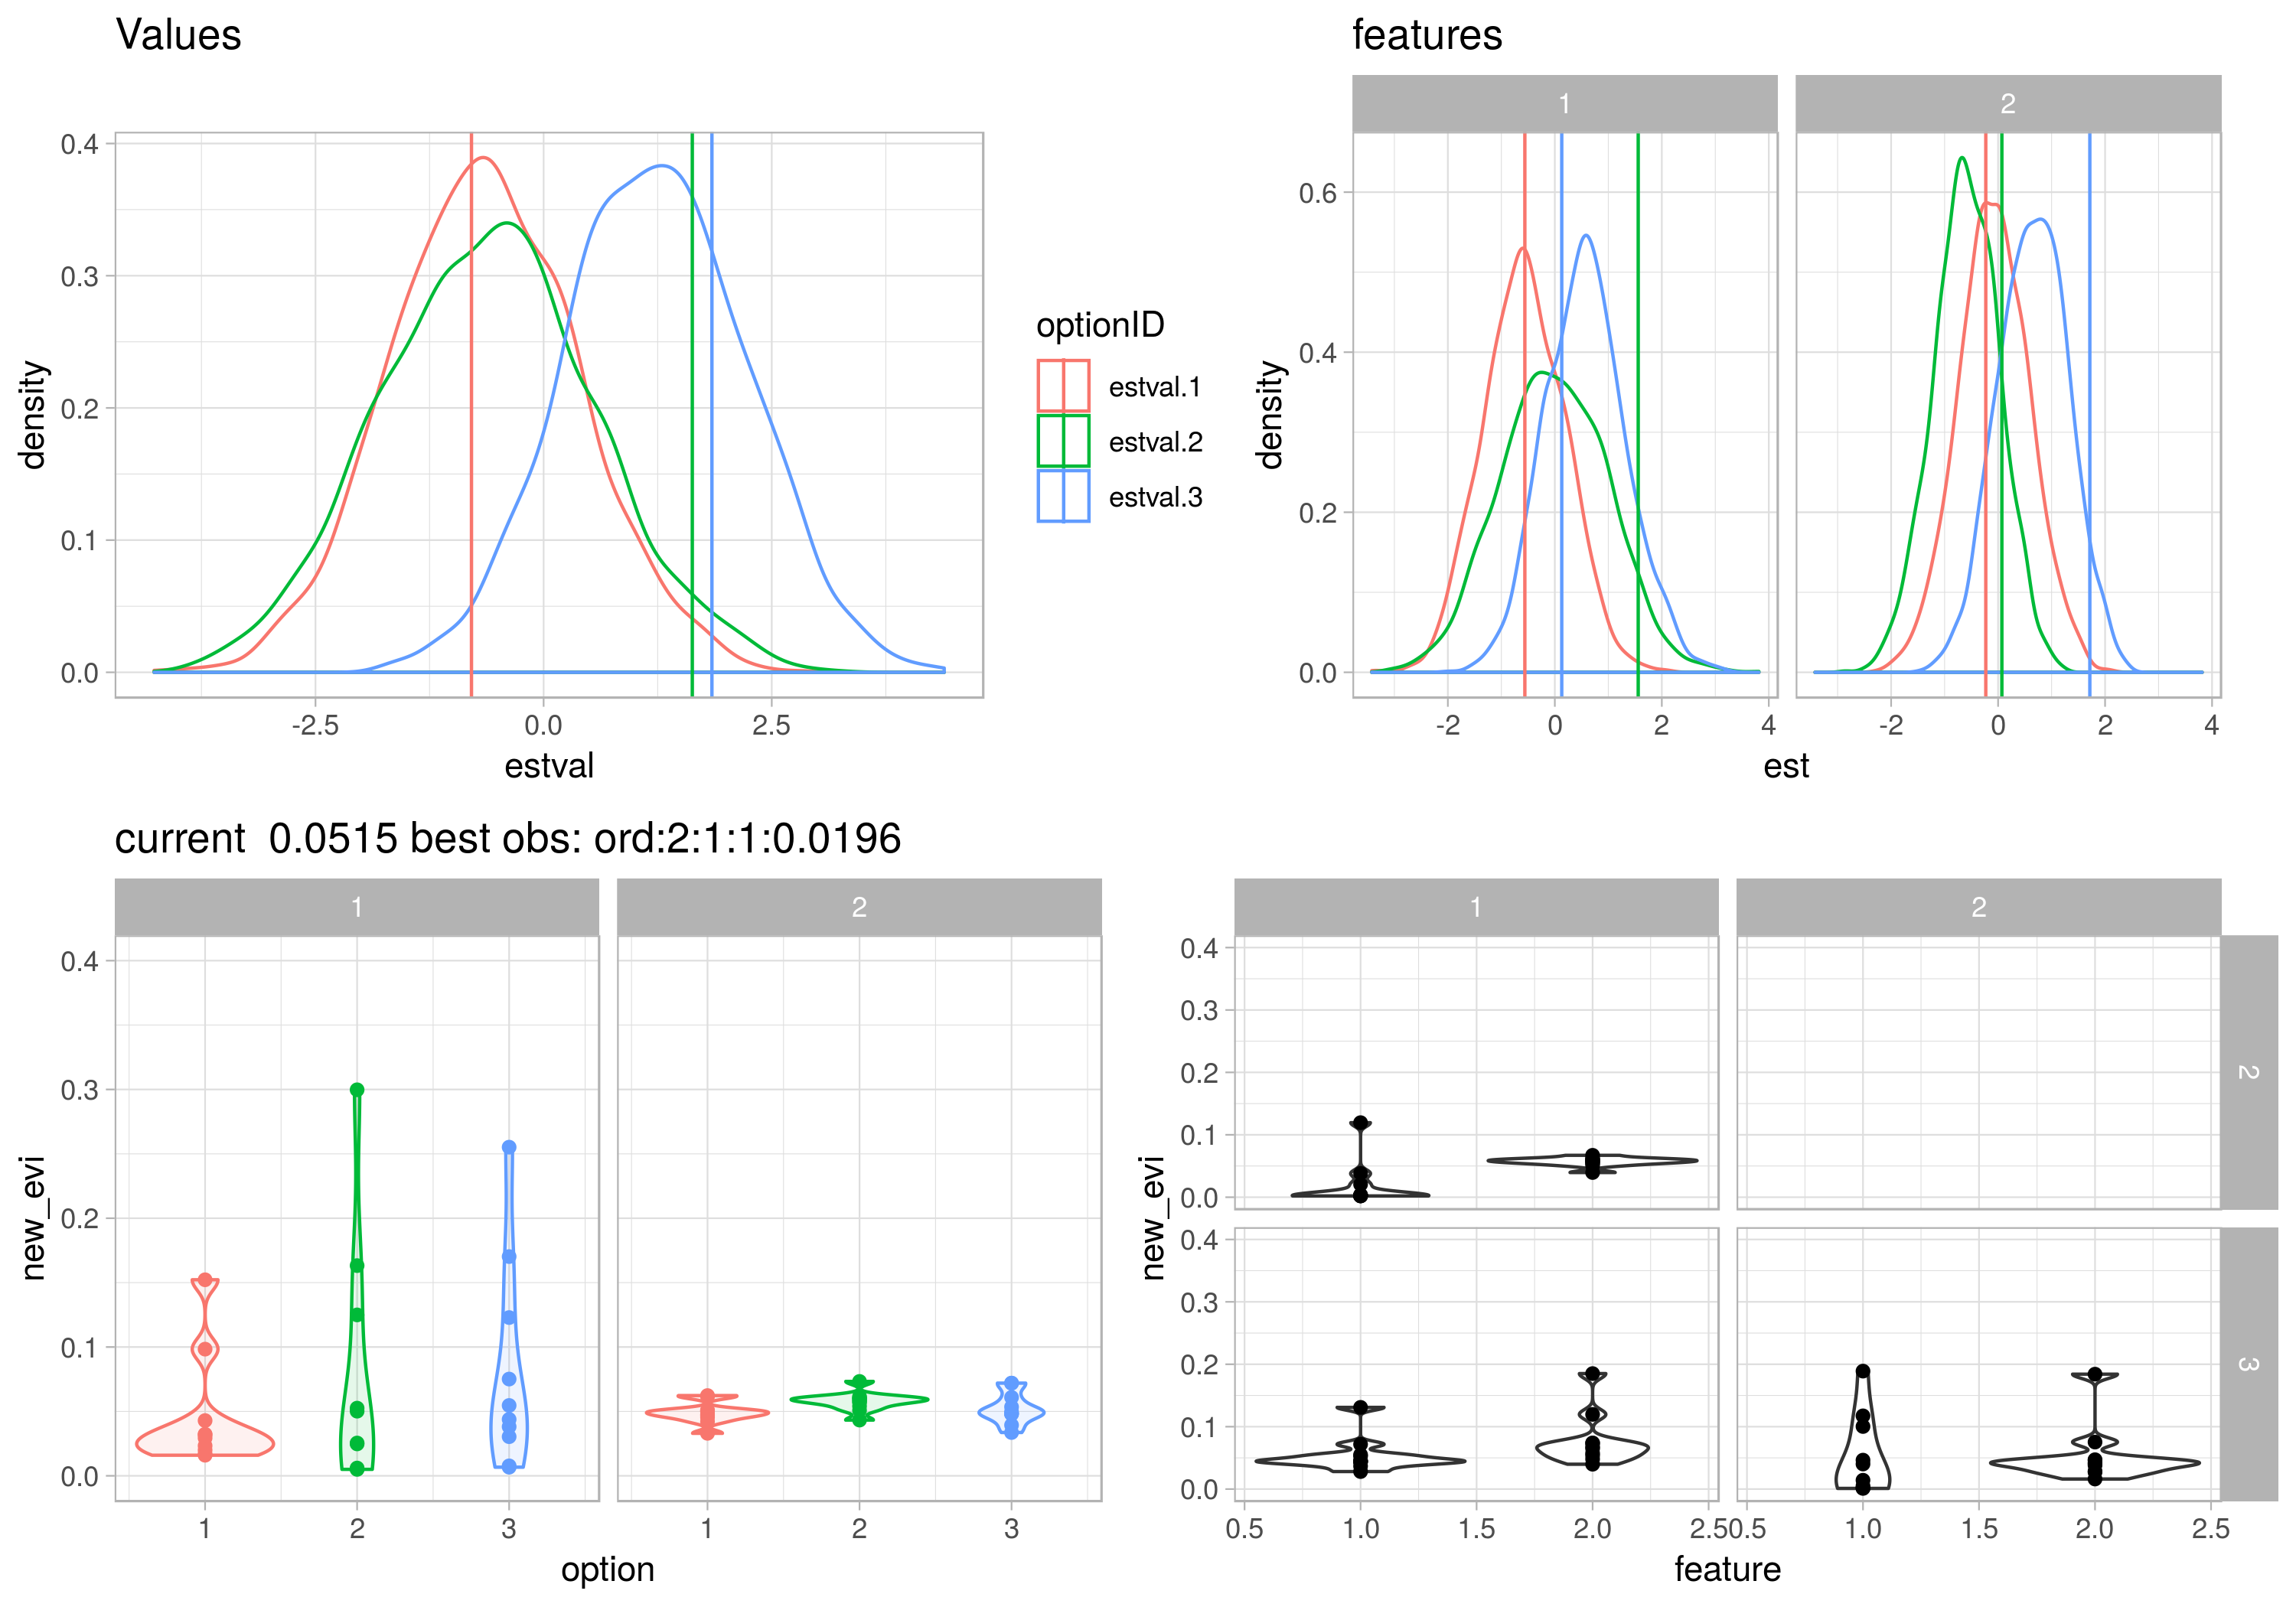 Values
0.4
0.3
0.2
0.1
0.0
density
-2.5 0.0 2.5
estval
optionID
estval.1
estval.2
estval.3
features
1 2
0.6
0.4
0.2
0.0
density
-2 0 2 4 -2 0 2 4
est
current 0.0515 best obs: ord:2:1:1:0.0196
1 2
0.4
0.3
0.2
0.1
0.0
new_evi
1 2 3 1 2 3
option
1 2
0.4
0.3
0.2
0.1
0.0
2
0.4
0.3
0.2
0.1
0.0
3
new_evi
0.5 1.0 1.5 2.0 2.5 0.5 1.0 1.5 2.0 2.5
feature